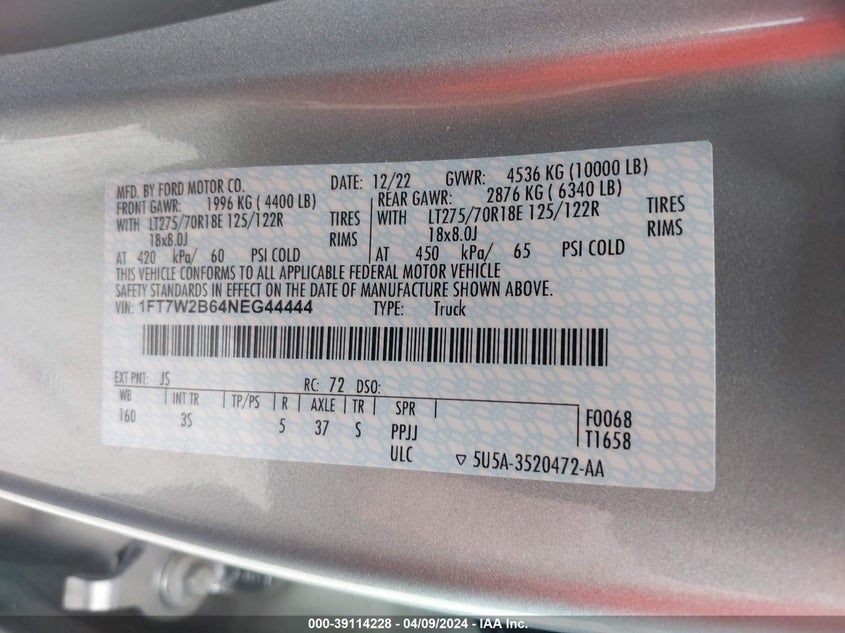 MFD. BY FORD MOTOR CO. DATE: 12/22 GVWR: 4536 KG (10000 LB)
FRONT GAWR: 1996 KG ( 4400 LB) REAR GAWR: 2876 KG ( 6340 LB)
WITH LT275/70R18E 125/122R TIRES WITH LT275/70R18E 125/122R TIRES
18x8.0J RIMS 18x8.0J RIMS
AT 420 kPa/ 60 PSI COLD AT 450 kPa/ 65 PSI COLD
THIS VEHICLE CONFORMS TO ALL APPLICABLE FEDERAL MOTOR VEHICLE
SAFETY STANDARDS IN EFFECT ON THE DATE OF MANUFACTURE SHOWN ABOVE.
VIN: 1FT7W2B64NEG44444 TYPE: Truck
EXT PNT: JS RC: 72 DSO:
WB INT TR TP/PS R AXLE TR SPR
160 3S 5 37 S PPJJ F0068
ULC T1658
5U5A-3520472-AA
000-39114228 - 04/09/2024 - IAA Inc.